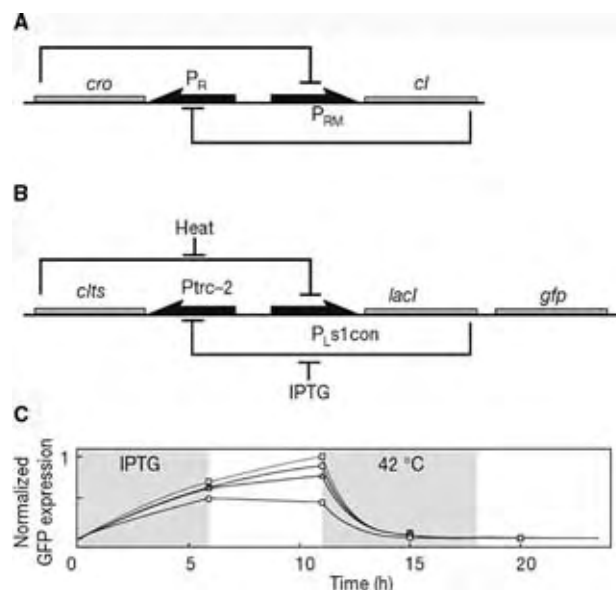 A
cro
P_R
P_RM
cI
B
Heat
cIts
Ptrc-2
P_Ls1con
lacI
gfp
IPTG
C
Normalized
GFP expression
1
IPTG
42 °C
0 5 10 15 20
Time (h)